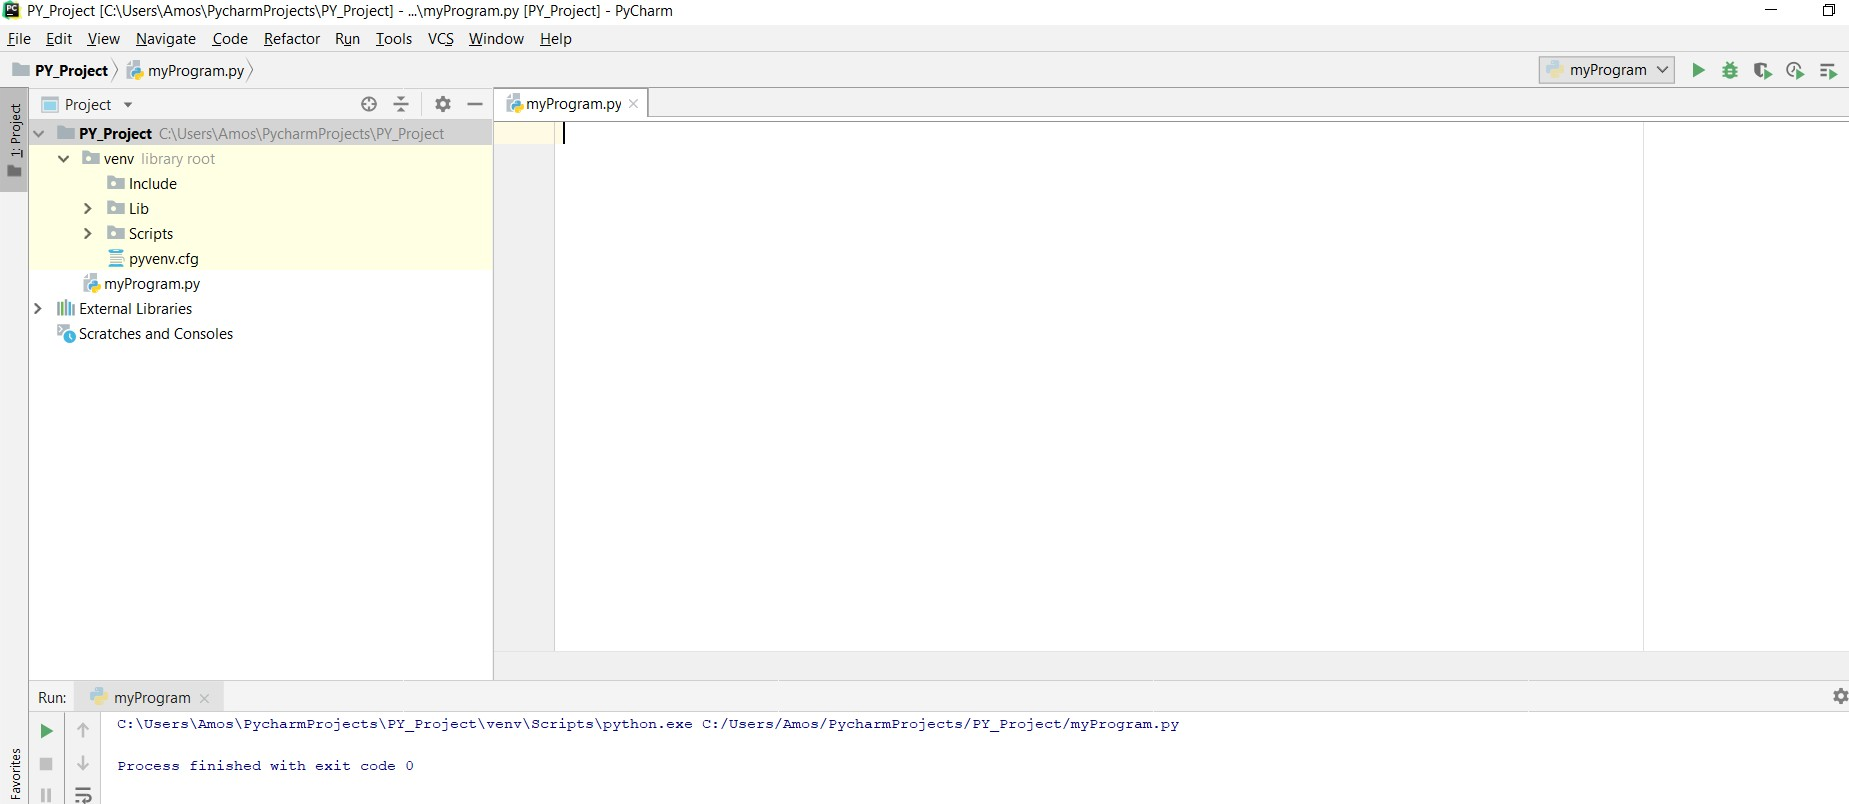 PC PY_Project [C:\Users\Amos\PycharmProjects\PY_Project] - ...\myProgram.py [PY_Project] - PyCharm
File Edit View Navigate Code Refactor Run Tools VCS Window Help
PY_Project myProgram.py myProgram
1: Project
Project
myProgram.py
PY_Project C:\Users\Amos\PycharmProjects\PY_Project
venv library root
Include
Lib
Scripts
pyvenv.cfg
myProgram.py
External Libraries
Scratches and Consoles
Run: myProgram
C:\Users\Amos\PycharmProjects\PY_Project\venv\Scripts\python.exe C:/Users/Amos/PycharmProjects/PY_Project/myProgram.py
Process finished with exit code 0
Favorites